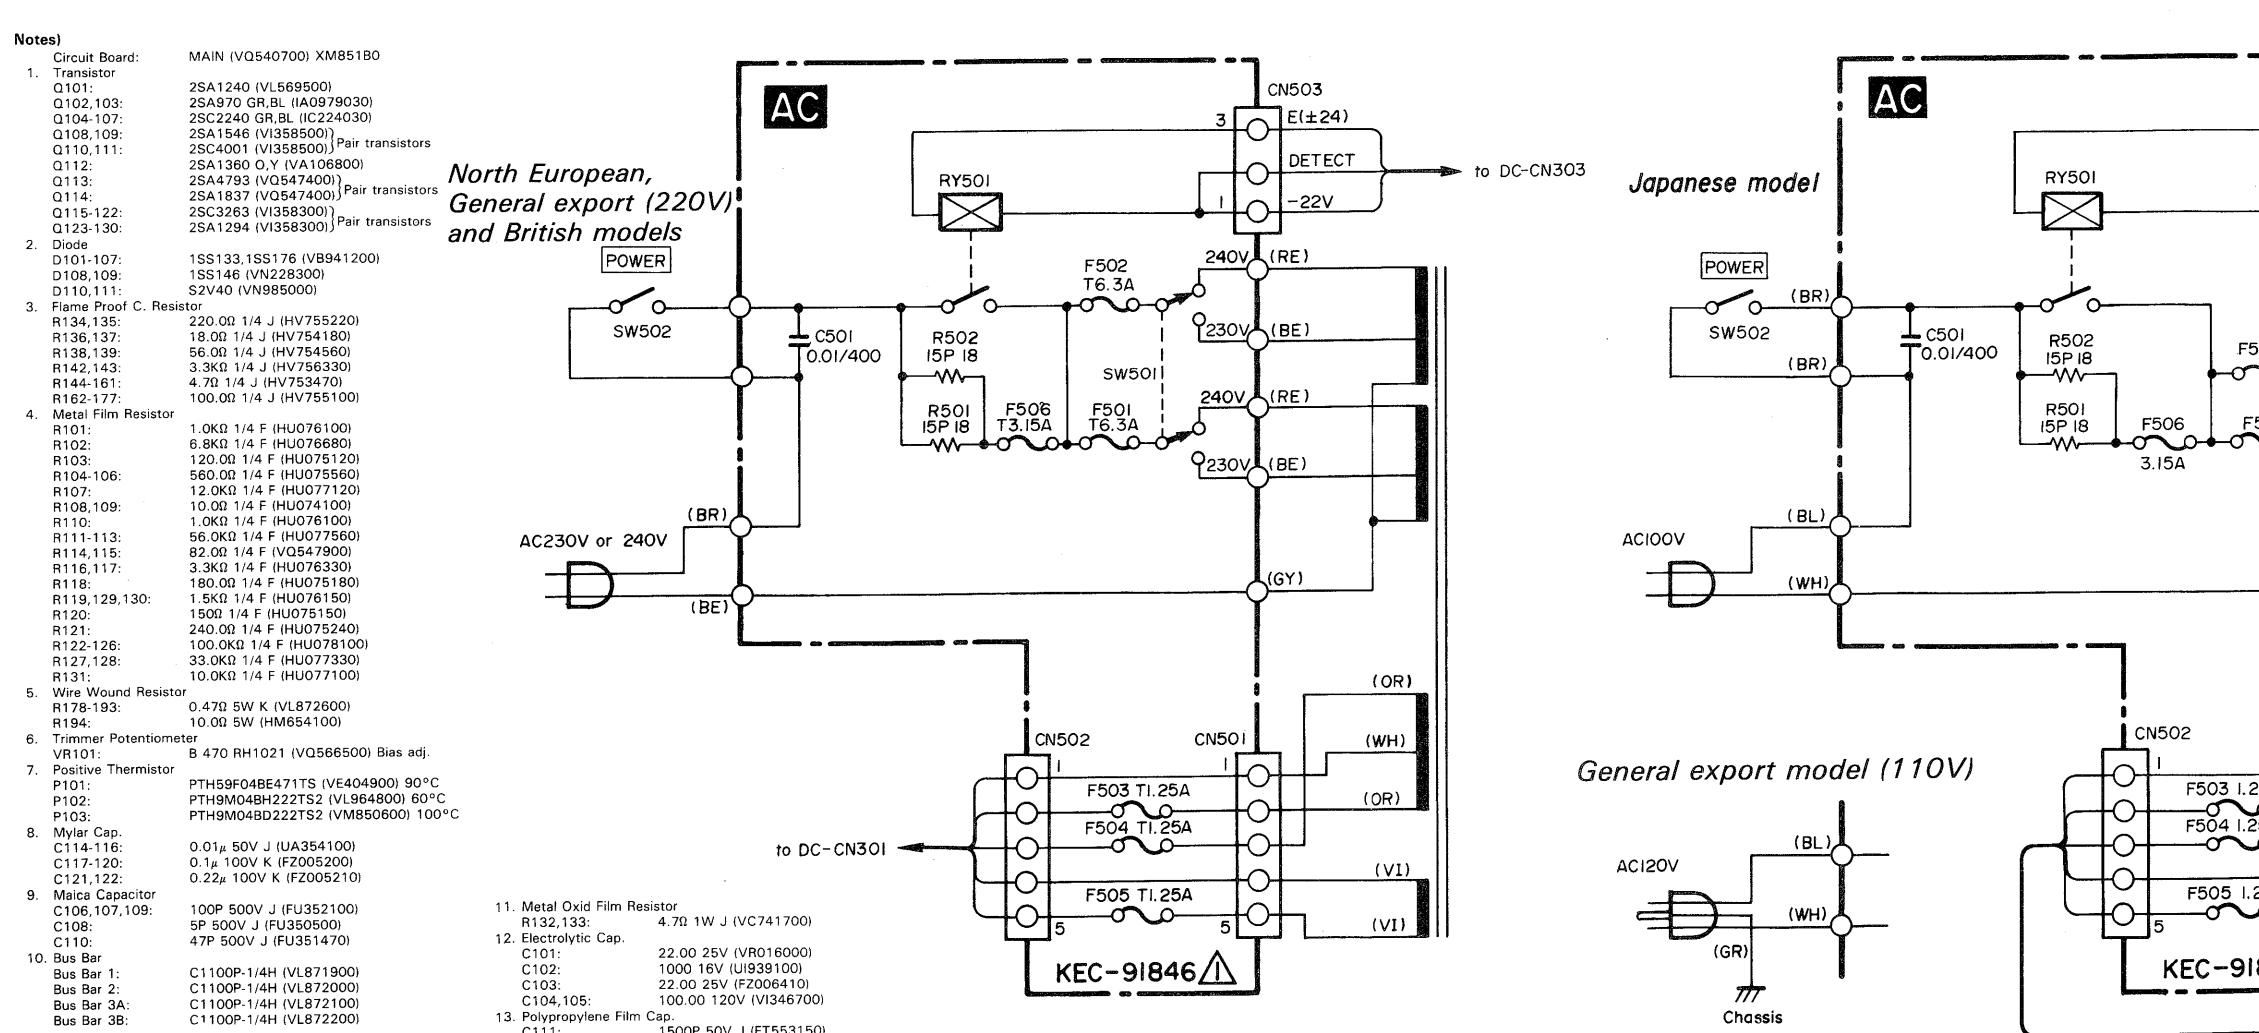 Notes)
Circuit Board: MAIN (VQ540700) XM851B0
1. Transistor
Q101: 2SA1240 (VL569500)
Q102,103: 2SA970 GR,BL (IA0979030)
Q104-107: 2SC2240 GR,BL (IC224030)
Q108,109: 2SA1546 (VI358500)
Q110,111: 2SC4001 (VI358500) Pair transistors
Q112: 2SA1360 O,Y (VA106800)
Q113: 2SA4793 (VQ547400)
Q114: 2SA1837 (VQ547400) Pair transistors
Q115-122: 2SC3263 (VI358300)
Q123-130: 2SA1294 (VI358300) Pair transistors
2. Diode
D101-107: 1SS133,1SS176 (VB941200)
D108,109: 1SS146 (VN228300)
D110,111: S2V40 (VN985000)
3. Flame Proof C. Resistor
R134,135: 220.0Ω 1/4 J (HV755220)
R136,137: 18.0Ω 1/4 J (HV754180)
R138,139: 56.0Ω 1/4 J (HV754560)
R142,143: 3.3KΩ 1/4 J (HV756330)
R144-161: 4.7Ω 1/4 J (HV753470)
R162-177: 100.0Ω 1/4 J (HV755100)
4. Metal Film Resistor
R101: 1.0KΩ 1/4 F (HU076100)
R102: 6.8KΩ 1/4 F (HU076680)
R103: 120.0Ω 1/4 F (HU075120)
R104-106: 560.0Ω 1/4 F (HU075560)
R107: 12.0KΩ 1/4 F (HU077120)
R108,109: 10.0Ω 1/4 F (HU074100)
R110: 1.0KΩ 1/4 F (HU076100)
R111-113: 56.0KΩ 1/4 F (HU077560)
R114,115: 82.0Ω 1/4 F (VQ547900)
R116,117: 3.3KΩ 1/4 F (HU076330)
R118: 180.0Ω 1/4 F (HU075180)
R119,129,130: 1.5KΩ 1/4 F (HU076150)
R120: 150Ω 1/4 F (HU075150)
R121: 240.0Ω 1/4 F (HU075240)
R122-126: 100.0KΩ 1/4 F (HU078100)
R127,128: 33.0KΩ 1/4 F (HU077330)
R131: 10.0KΩ 1/4 F (HU077100)
5. Wire Wound Resistor
R178-193: 0.47Ω 5W K (VL872600)
R194: 10.0Ω 5W (HM654100)
6. Trimmer Potentiometer
VR101: B 470 RH1021 (VQ566500) Bias adj.
7. Positive Thermistor
P101: PTH59F04BE471TS (VE404900) 90°C
P102: PTH9M04BH222TS2 (VL964800) 60°C
P103: PTH9M04BD222TS2 (VM850600) 100°C
8. Mylar Cap.
C114-116: 0.01μ 50V J (UA354100)
C117-120: 0.1μ 100V K (FZ005200)
C121,122: 0.22μ 100V K (FZ005210)
9. Maica Capacitor
C106,107,109: 100P 500V J (FU352100)
C108: 5P 500V J (FU350500)
C110: 47P 500V J (FU351470)
10. Bus Bar
Bus Bar 1: C1100P-1/4H (VL871900)
Bus Bar 2: C1100P-1/4H (VL872000)
Bus Bar 3A: C1100P-1/4H (VL872100)
Bus Bar 3B: C1100P-1/4H (VL872200)
11. Metal Oxid Film Resistor
R132,133: 4.7Ω 1W J (VC741700)
12. Electrolytic Cap.
C101: 22.00 25V (VR016000)
C102: 1000 16V (UI939100)
C103: 22.00 25V (FZ006410)
C104,105: 100.00 120V (VI346700)
13. Polypropylene Film Cap.
C111: 1500P 50V J (FT553150)
North European,
General export (220V)
and British models
AC
CN503
3
E(±24)
DETECT
1
-22V
to DC-CN303
RY501
POWER
SW502
C501
0.01/400
R502
15P 18
R501
15P 18
F506
T3.15A
F502
T6.3A
F501
T6.3A
SW501
240V (RE)
230V (BE)
240V (RE)
230V (BE)
(BR)
AC230V or 240V
(BE)
(GY)
(OR)
(WH)
(OR)
(VI)
(VI)
CN502
CN501
1
1
F503 T1.25A
F504 T1.25A
F505 T1.25A
5
5
to DC-CN301
KEC-91846 !
Japanese model
AC
RY501
POWER
SW502
(BR)
(BR)
C501
0.01/400
R502
15P 18
R501
15P 18
F506
3.15A
F5
F5
AC100V
(BL)
(WH)
General export model (110V)
AC120V
(BL)
(WH)
(GR)
Chassis
CN502
1
F503 1.2
F504 1.2
F505 1.2
5
KEC-918